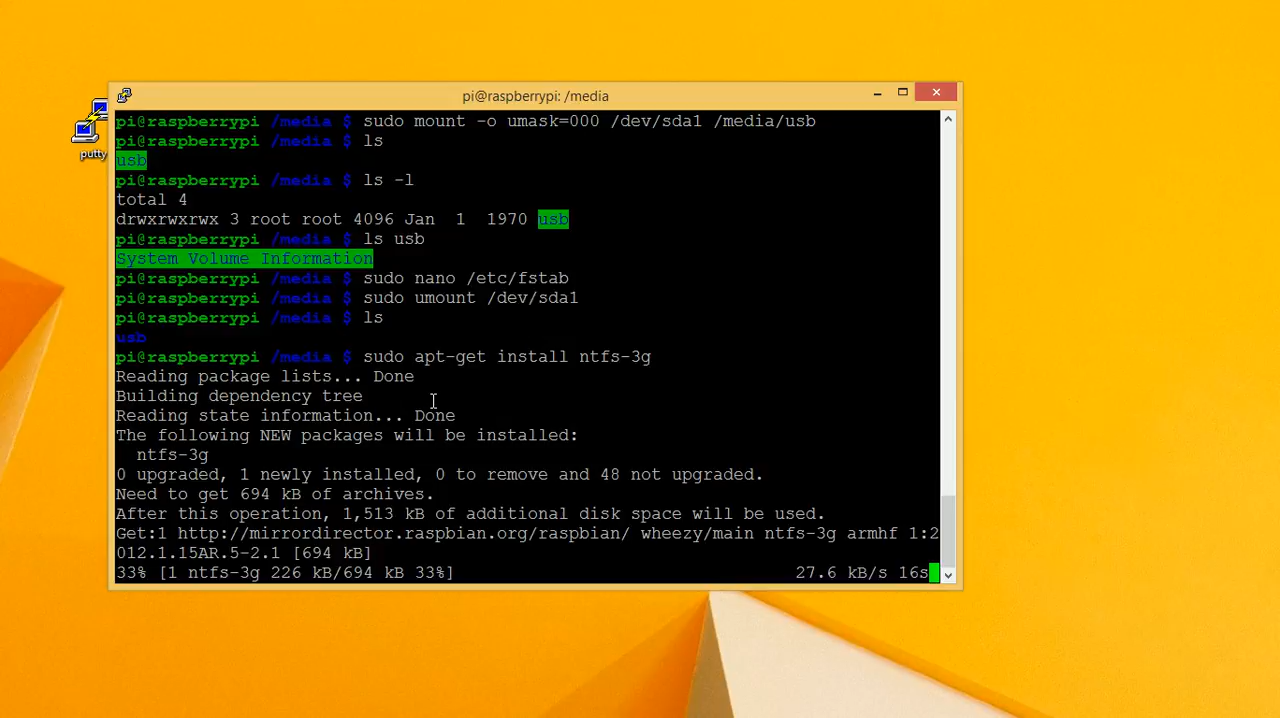 pi@raspberrypi: /media
putty
pi@raspberrypi /media $ sudo mount -o umask=000 /dev/sda1 /media/usb
pi@raspberrypi /media $ ls
usb
pi@raspberrypi /media $ ls -l
total 4
drwxrwxrwx 3 root root 4096 Jan  1  1970 usb
pi@raspberrypi /media $ ls usb
System Volume Information
pi@raspberrypi /media $ sudo nano /etc/fstab
pi@raspberrypi /media $ sudo umount /dev/sda1
pi@raspberrypi /media $ ls
usb
pi@raspberrypi /media $ sudo apt-get install ntfs-3g
Reading package lists... Done
Building dependency tree
Reading state information... Done
The following NEW packages will be installed:
  ntfs-3g
0 upgraded, 1 newly installed, 0 to remove and 48 not upgraded.
Need to get 694 kB of archives.
After this operation, 1,513 kB of additional disk space will be used.
Get:1 http://mirrordirector.raspbian.org/raspbian/ wheezy/main ntfs-3g armhf 1:2
012.1.15AR.5-2.1 [694 kB]
33% [1 ntfs-3g 226 kB/694 kB 33%] 27.6 kB/s 16s